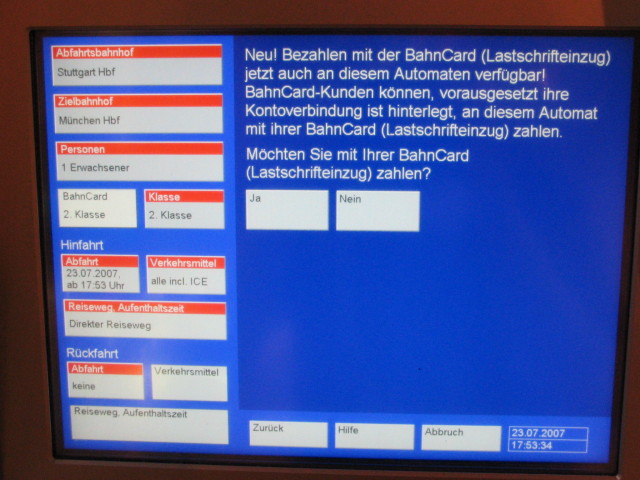 Abfahrtsbahnhof
Stuttgart Hbf
Zielbahnhof
München Hbf
Personen
1 Erwachsener
BahnCard
2. Klasse
Klasse
2. Klasse
Hinfahrt
Abfahrt
23.07.2007.
ab 17:53 Uhr
Verkehrsmittel
alle incl. ICE
Reiseweg, Aufenthaltszeit
Direkter Reiseweg
Rückfahrt
Abfahrt
keine
Verkehrsmittel
Reiseweg, Aufenthaltszeit
Neu! Bezahlen mit der BahnCard (Lastschrifteinzug)
jetzt auch an diesem Automaten verfügbar!
BahnCard-Kunden können, vorausgesetzt ihre
Kontoverbindung ist hinterlegt, an diesem Automat
mit ihrer BahnCard (Lastschrifteinzug) zahlen.
Möchten Sie mit Ihrer BahnCard
(Lastschrifteinzug) zahlen?
Ja
Nein
Zurück
Hilfe
Abbruch
23.07.2007
17:53:34